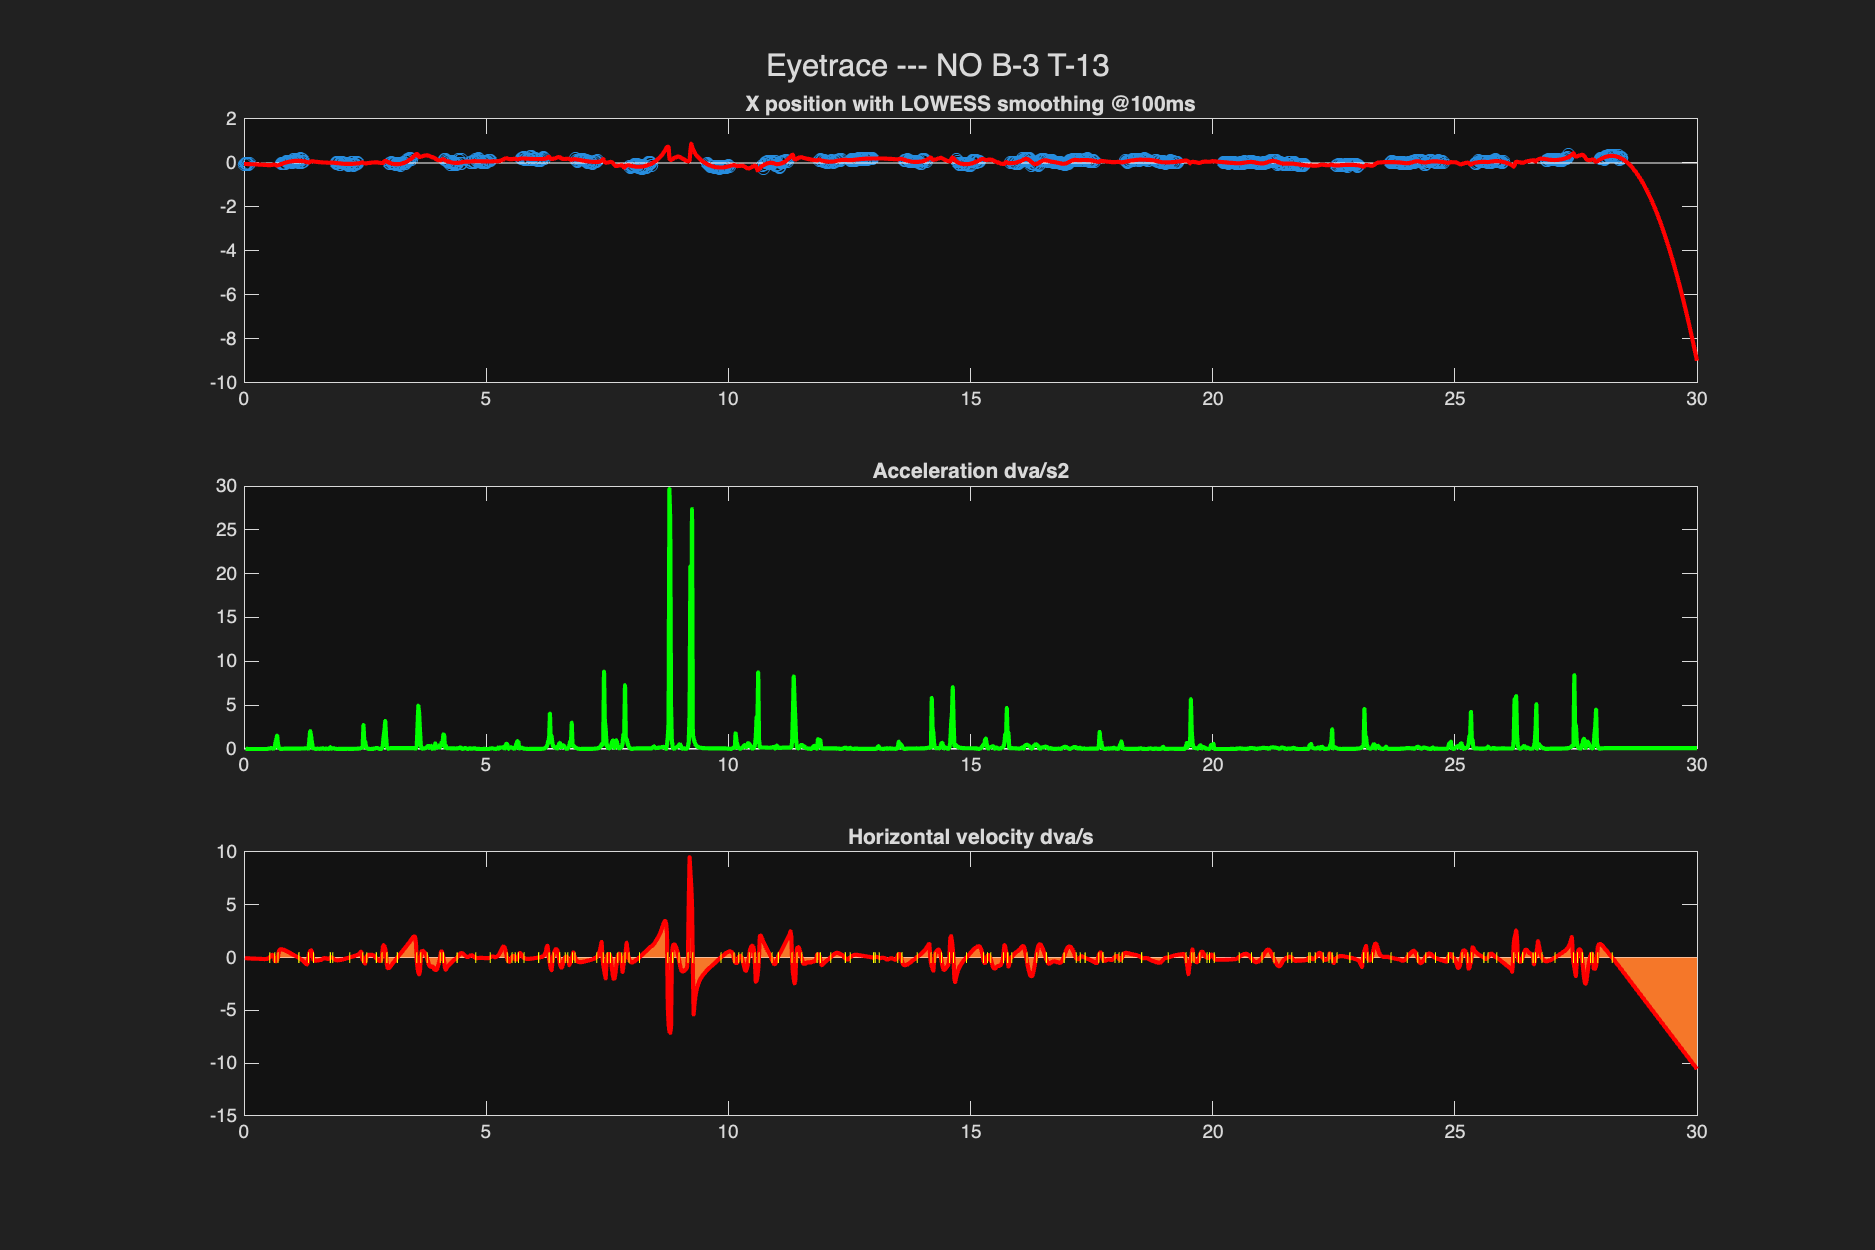 Eyetrace --- NO B-3 T-13
X position with LOWESS smoothing @100ms
2
0
-2
-4
-6
-8
-10
0 5 10 15 20 25 30
Acceleration dva/s2
30
25
20
15
10
5
0
0 5 10 15 20 25 30
Horizontal velocity dva/s
10
5
0
-5
-10
-15
0 5 10 15 20 25 30